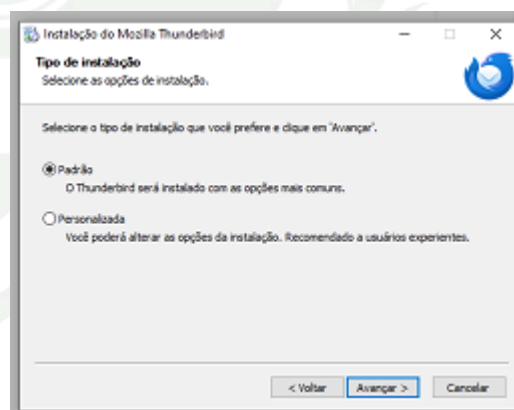 Instalação do Mozilla Thunderbird
Tipo de instalação
Selecione as opções de instalação.
Selecione o tipo de instalação que você prefere e clique em 'Avançar'.
Padrão
O Thunderbird será instalado com as opções mais comuns.
Personalizada
Você poderá alterar as opções da instalação. Recomendado a usuários experientes.
< Voltar
Avançar >
Cancelar